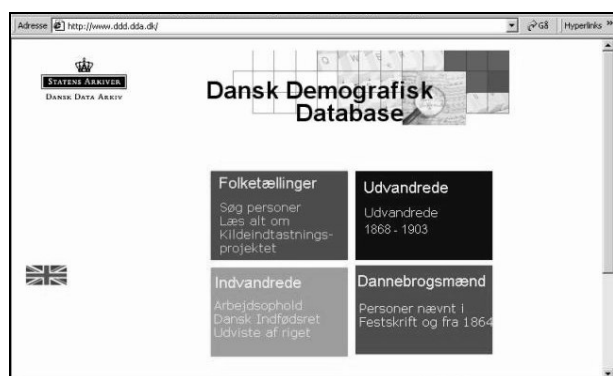 Adresse http://www.ddd.dda.dk/ Gå Hyperlinks »
STATENS ARKIVER
DANSK DATA ARKIV
Dansk Demografisk
Database
Folketællinger
Søg personer
Læs alt om
Kildeindtastnings-
projektet
Udvandrede
Udvandrede
1868 - 1903
Indvandrede
Arbejdsophold
Dansk Indfødsret
Udviste af riget
Dannebrogsmænd
Personer nævnt i
Festskrift og fra 1864